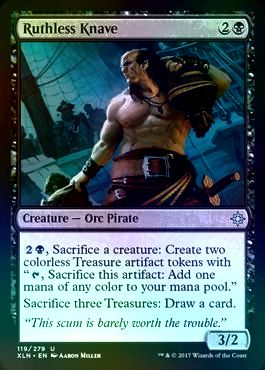 Ruthless Knave 2
Creature — Orc Pirate
2, Sacrifice a creature: Create two
colorless Treasure artifact tokens with
“, Sacrifice this artifact: Add one
mana of any color to your mana pool.”
Sacrifice three Treasures: Draw a card.
“This scum is barely worth the trouble.”
3/2
119/279 U
XLN • EN AARON MILLER
™ & © 2017 Wizards of the Coast